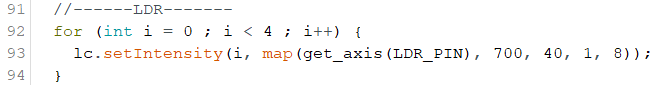 91 //------LDR-------
92 for (int i = 0 ; i < 4 ; i++) {
93 lc.setIntensity(i, map(get_axis(LDR_PIN), 700, 40, 1, 8));
94 }